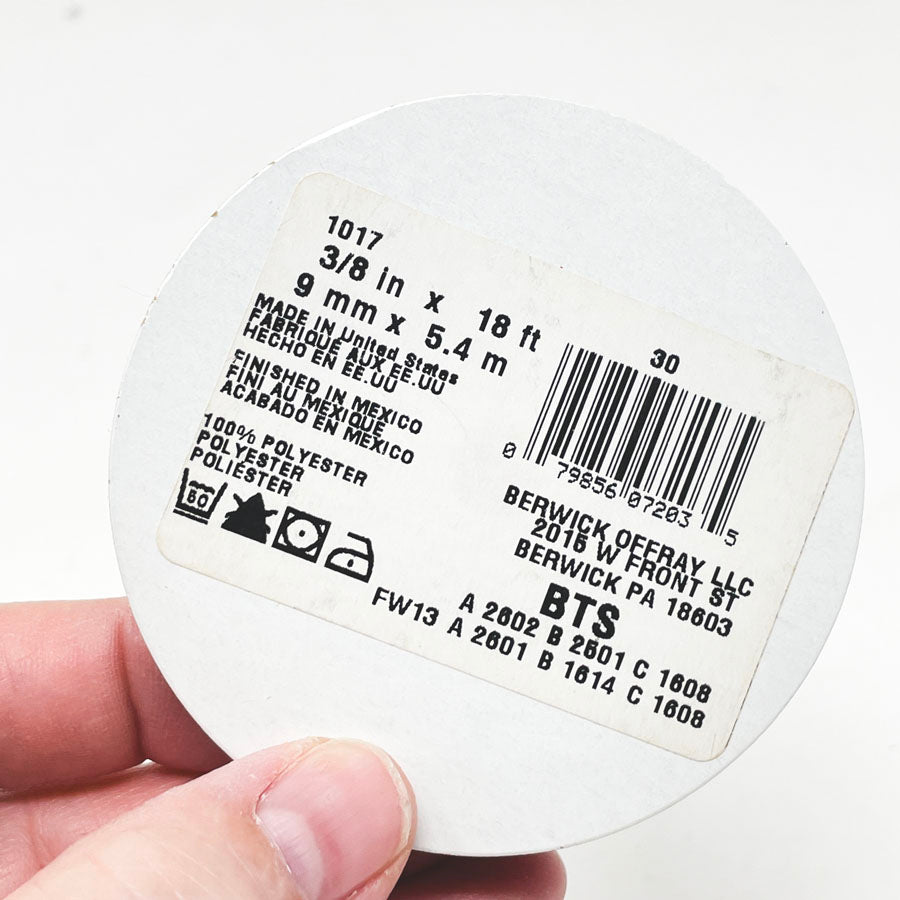 1017
3/8 in x 18 ft
9 mm x 5.4 m
MADE IN United States
FABRIQUÉ AUX EE.UU
HECHO EN EE.UU
FINISHED IN MEXICO
FINI AU MEXIQUE
ACABADO EN MEXICO
100% POLYESTER
POLYESTER
POLIÉSTER
60
30
0 79856 07203 5
BERWICK OFFRAY LLC
2015 W FRONT ST
BERWICK PA 18603
BTS
A 2602 B 2601 C 1608
FW13 A 2601 B 1614 C 1608